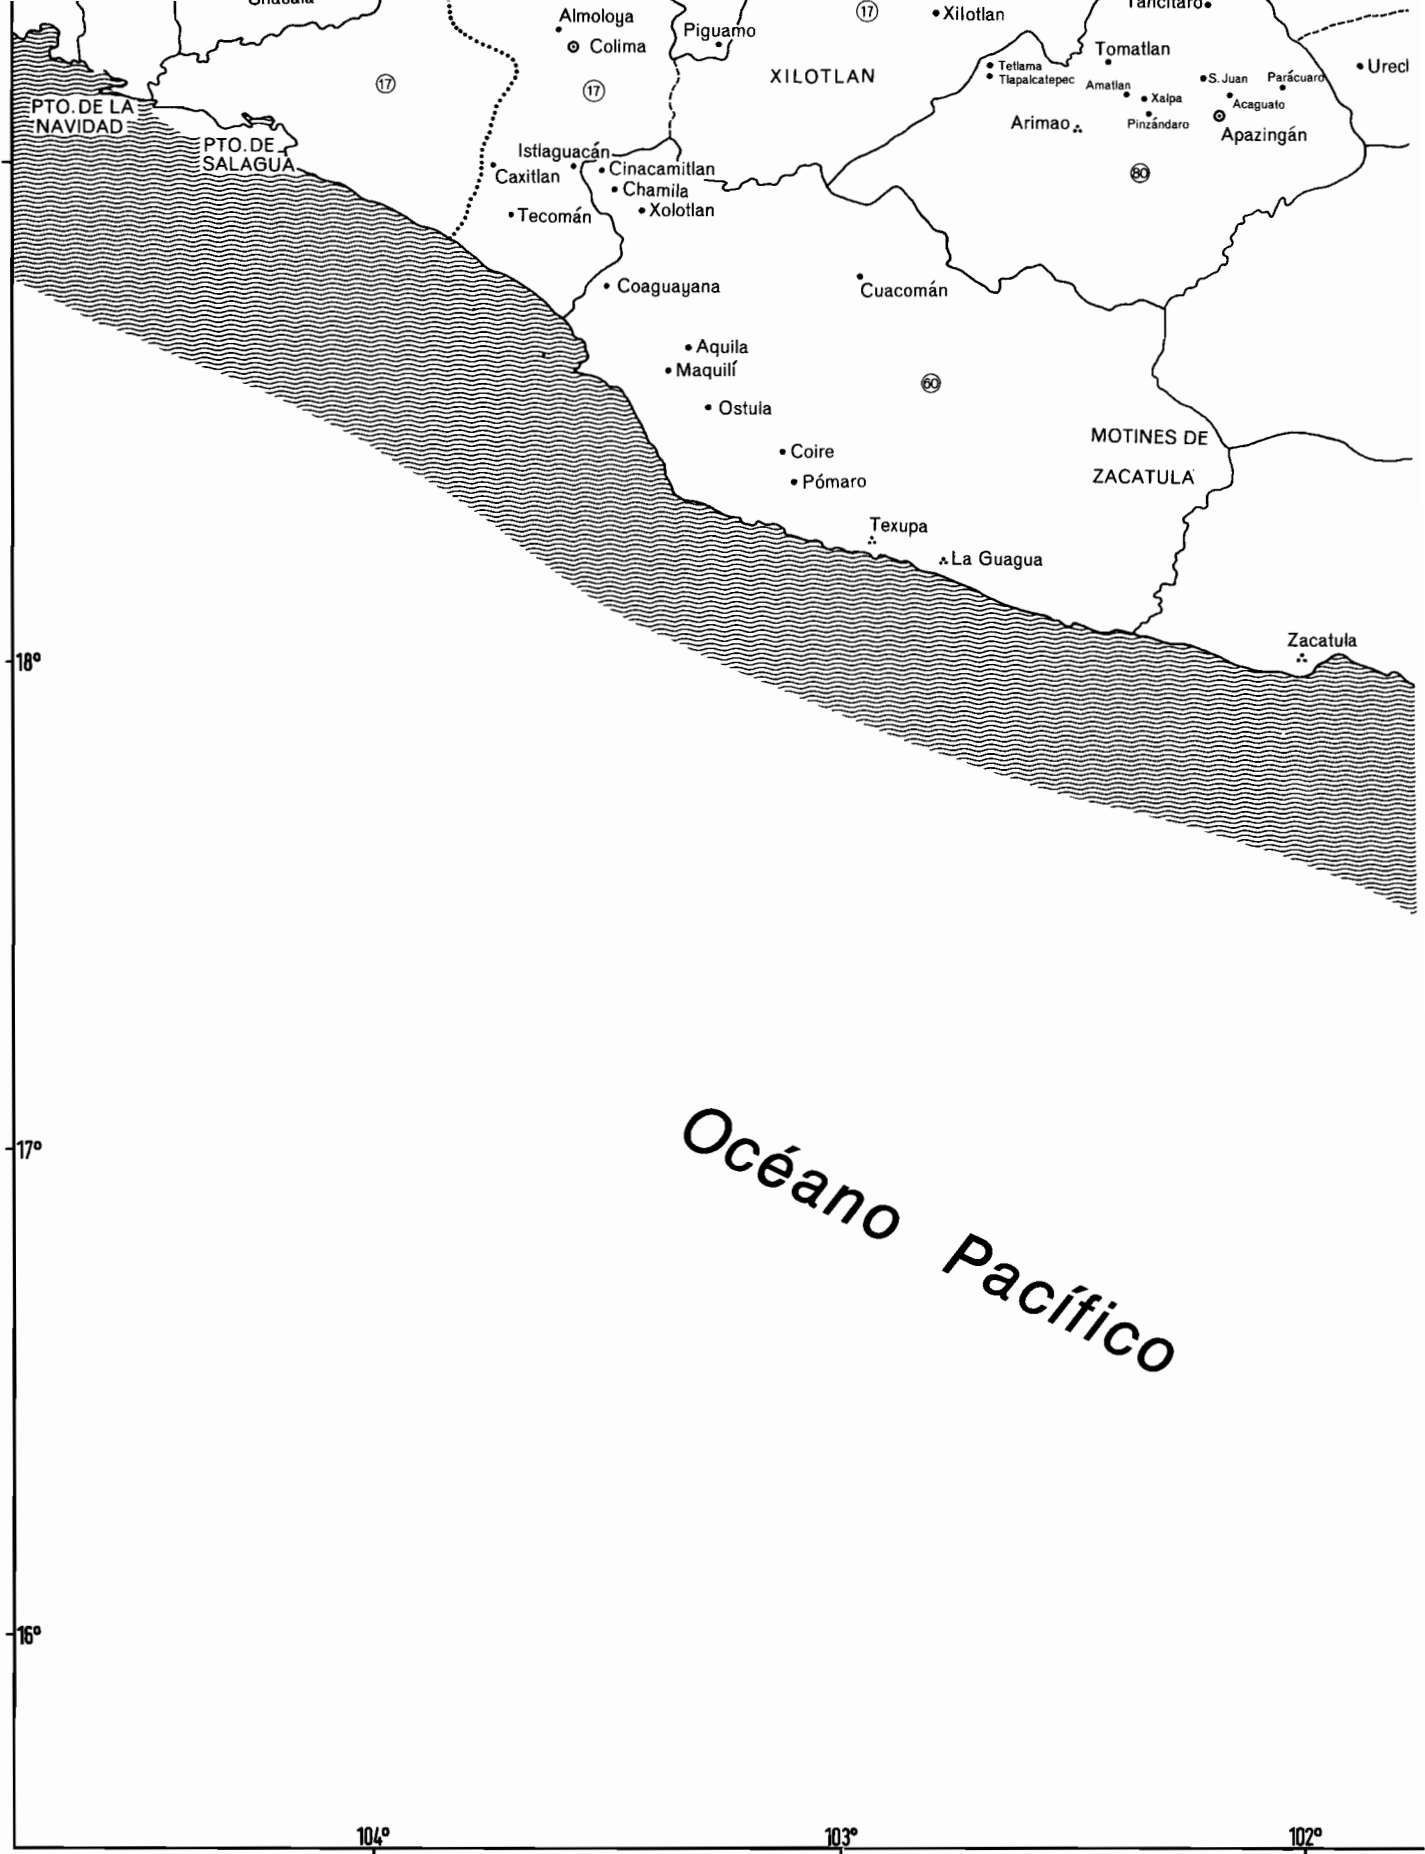 Almoloya
Colima
Piguamo
17
Xilotlan
Tancítaro
Tomatlan
XILOTLAN
17
17
Tetlama
Tlapalcatepec
Amatlan
Xalpa
Pinzándaro
S. Juan
Parácuaro
Acaguato
Apazingán
Arimao
80
PTO. DE LA
NAVIDAD
PTO. DE
SALAGUA
Istlaguacán
Caxitlan
Cinacamitlan
Chamila
Tecomán
Xolotlan
Coaguayana
Cuacomán
Aquila
Maquilí
60
Ostula
MOTINES DE
ZACATULA
Coire
Pómaro
Texupa
La Guagua
Zacatula
18°
17°
Océano Pacífico
16°
104°
103°
102°